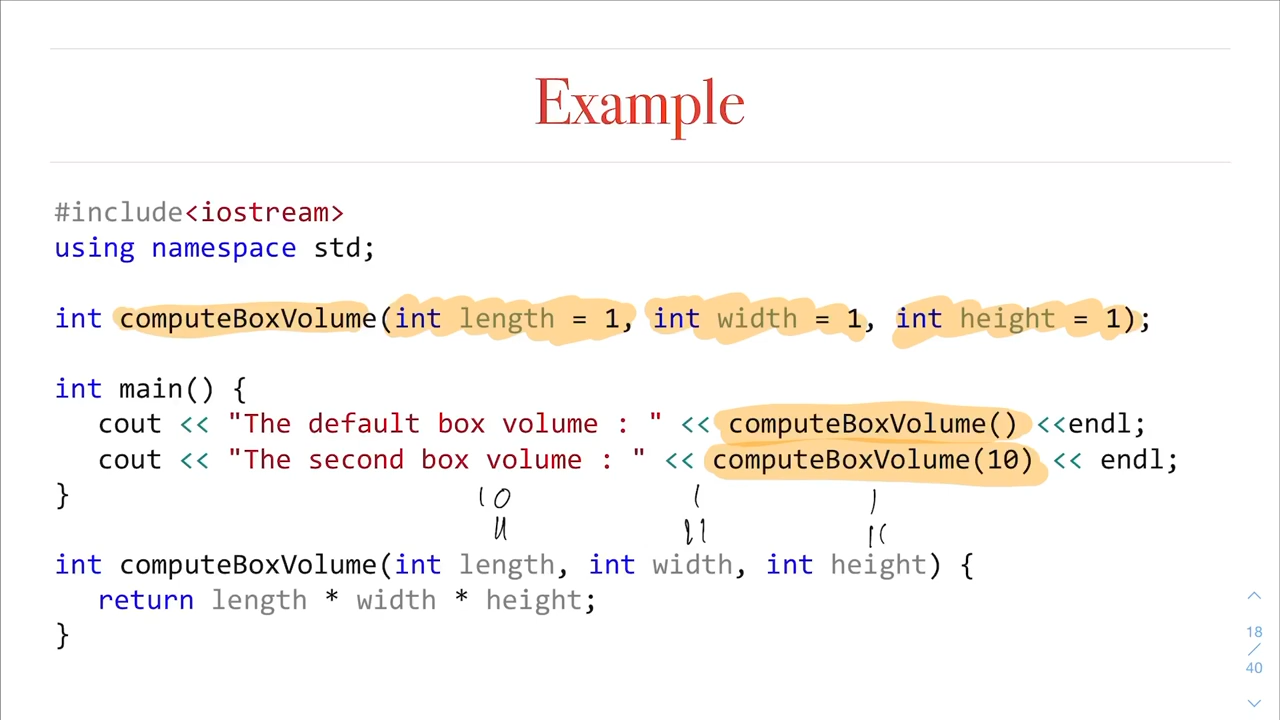 Example
#include<iostream>
using namespace std;
int computeBoxVolume(int length = 1, int width = 1, int height = 1);
int main() {
cout << "The default box volume : " << computeBoxVolume() <<endl;
cout << "The second box volume : " << computeBoxVolume(10) << endl;
}
10 1 1
int computeBoxVolume(int length, int width, int height) {
return length * width * height;
}
18
/
40